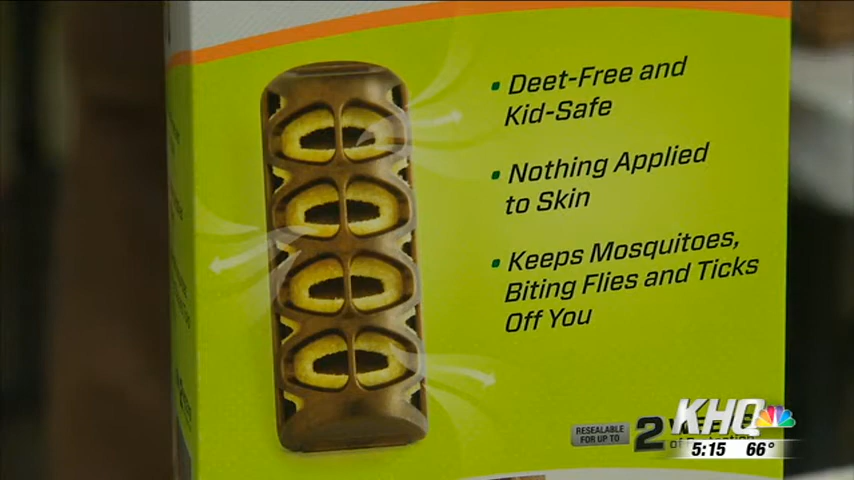 • Deet-Free and
Kid-Safe
• Nothing Applied
to Skin
• Keeps Mosquitoes,
Biting Flies and Ticks
Off You
RESEALABLE
FOR UP TO
2
KHQ
5:15 66°